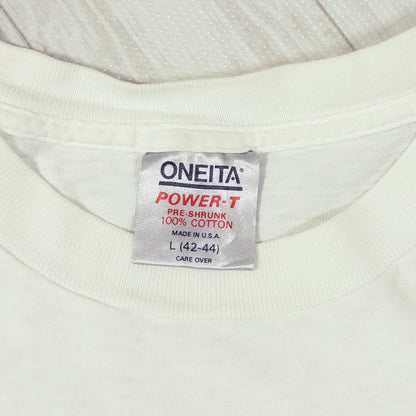 ONEITA®
POWER-T
PRE-SHRUNK
100% COTTON
MADE IN U.S.A.
L (42-44)
CARE OVER